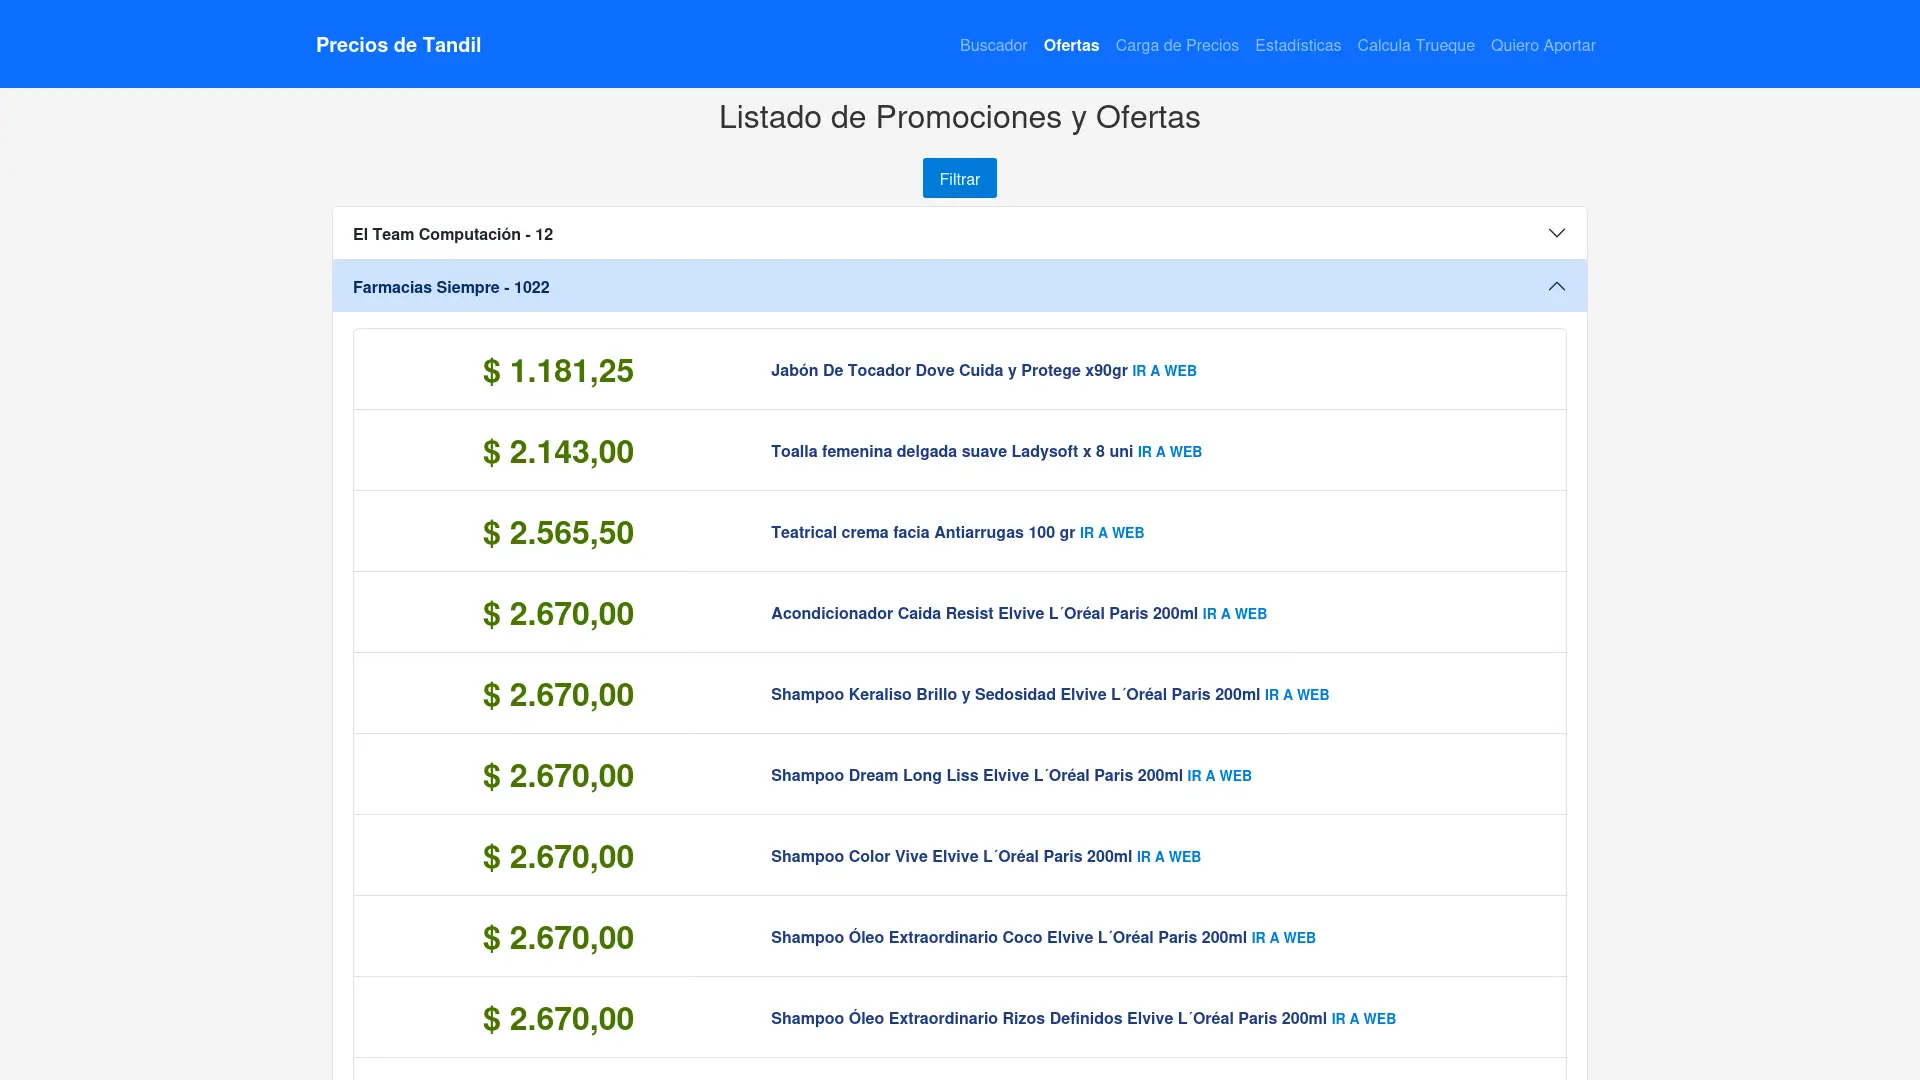 Precios de Tandil
Buscador Ofertas Carga de Precios Estadísticas Calcula Trueque Quiero Aportar
Listado de Promociones y Ofertas
Filtrar
El Team Computación - 12
Farmacias Siempre - 1022
$ 1.181,25 Jabón De Tocador Dove Cuida y Protege x90gr IR A WEB
$ 2.143,00 Toalla femenina delgada suave Ladysoft x 8 uni IR A WEB
$ 2.565,50 Teatrical crema facia Antiarrugas 100 gr IR A WEB
$ 2.670,00 Acondicionador Caida Resist Elvive L´Oréal Paris 200ml IR A WEB
$ 2.670,00 Shampoo Keraliso Brillo y Sedosidad Elvive L´Oréal Paris 200ml IR A WEB
$ 2.670,00 Shampoo Dream Long Liss Elvive L´Oréal Paris 200ml IR A WEB
$ 2.670,00 Shampoo Color Vive Elvive L´Oréal Paris 200ml IR A WEB
$ 2.670,00 Shampoo Óleo Extraordinario Coco Elvive L´Oréal Paris 200ml IR A WEB
$ 2.670,00 Shampoo Óleo Extraordinario Rizos Definidos Elvive L´Oréal Paris 200ml IR A WEB